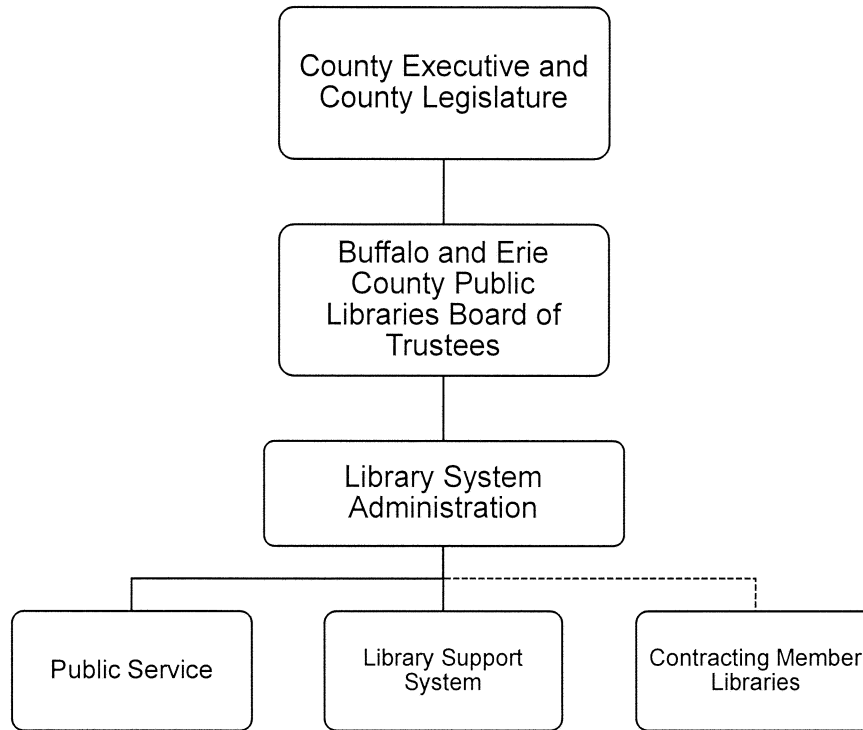 County Executive and
County Legislature
Buffalo and Erie
County Public
Libraries Board of
Trustees
Library System
Administration
Public Service
Library Support
System
Contracting Member
Libraries